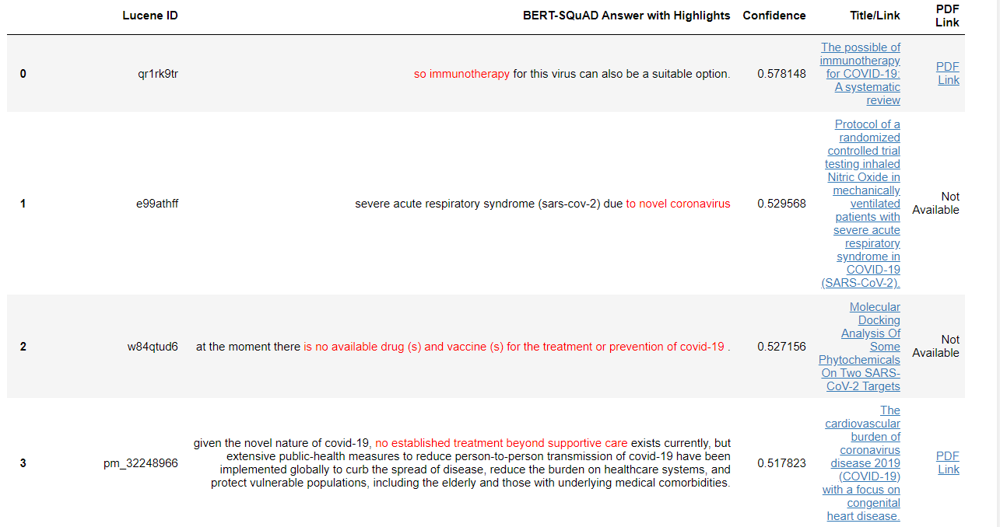 Lucene ID BERT-SQuAD Answer with Highlights Confidence Title/Link PDF
Link
0 qr1rk9tr so immunotherapy for this virus can also be a suitable option. 0.578148 The possible of
immunotherapy
for COVID-19:
A systematic
review
PDF
Link
1 e99athff severe acute respiratory syndrome (sars-cov-2) due to novel coronavirus 0.529568 Protocol of a
randomized
controlled trial
testing inhaled
Nitric Oxide in
mechanically
ventilated
patients with
severe acute
respiratory
syndrome in
COVID-19
(SARS-CoV-2).
Not
Available
2 w84qtud6 at the moment there is no available drug (s) and vaccine (s) for the treatment or prevention of covid-19 . 0.527156 Molecular
Docking
Analysis Of
Some
Phytochemicals
On Two SARS-
CoV-2 Targets
Not
Available
3 pm_32248966 given the novel nature of covid-19, no established treatment beyond supportive care exists currently, but
extensive public-health measures to reduce person-to-person transmission of covid-19 have been
implemented globally to curb the spread of disease, reduce the burden on healthcare systems, and
protect vulnerable populations, including the elderly and those with underlying medical comorbidities.
0.517823
The
cardiovascular
burden of
coronavirus
disease 2019
(COVID-19)
with a focus on
congenital
heart disease.
PDF
Link